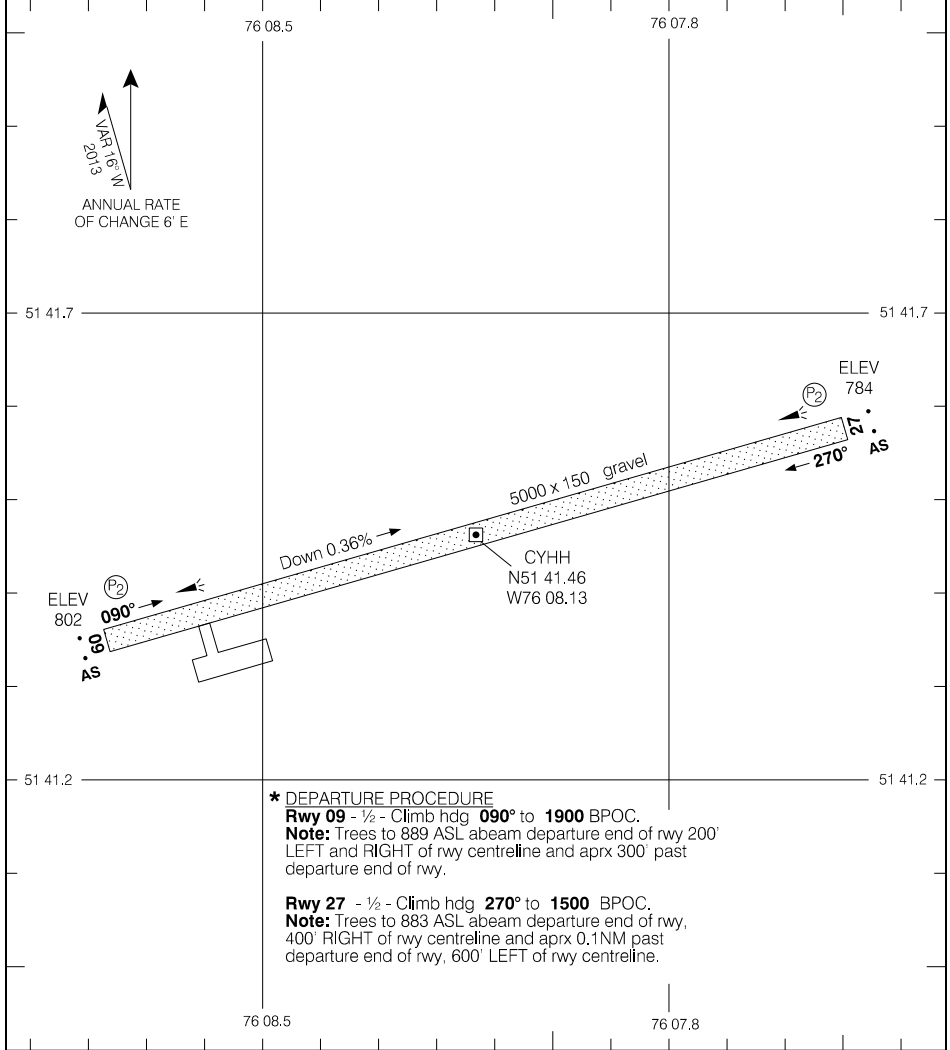 76 08.5
76 07.8
VAR 16° W
2013
ANNUAL RATE
OF CHANGE 6' E
51 41.7
51 41.7
ELEV
784
P2
27
AS
270°
5000 x 150 gravel
Down 0.36%
CYHH
N51 41.46
W76 08.13
P2
ELEV
802
090°
09
AS
51 41.2
51 41.2
* DEPARTURE PROCEDURE
Rwy 09 - ½ - Climb hdg 090° to 1900 BPOC.
Note: Trees to 889 ASL abeam departure end of rwy 200'
LEFT and RIGHT of rwy centreline and aprx 300' past
departure end of rwy.
Rwy 27 - ½ - Climb hdg 270° to 1500 BPOC.
Note: Trees to 883 ASL abeam departure end of rwy,
400' RIGHT of rwy centreline and aprx 0.1NM past
departure end of rwy, 600' LEFT of rwy centreline.
76 08.5
76 07.8